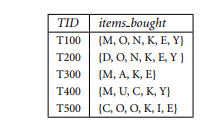 TID items_bought
T100 {M, O, N, K, E, Y}
T200 {D, O, N, K, E, Y }
T300 {M, A, K, E}
T400 {M, U, C, K, Y}
T500 {C, O, O, K, I, E}